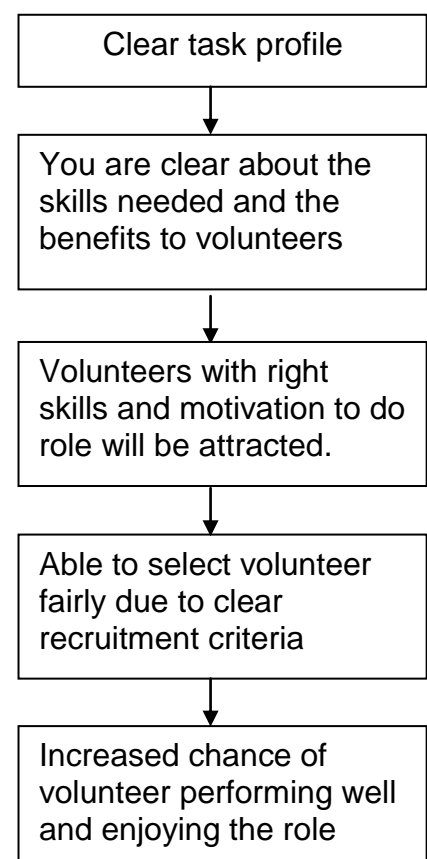 Clear task profile
You are clear about the
skills needed and the
benefits to volunteers
Volunteers with right
skills and motivation to do
role will be attracted.
Able to select volunteer
fairly due to clear
recruitment criteria
Increased chance of
volunteer performing well
and enjoying the role